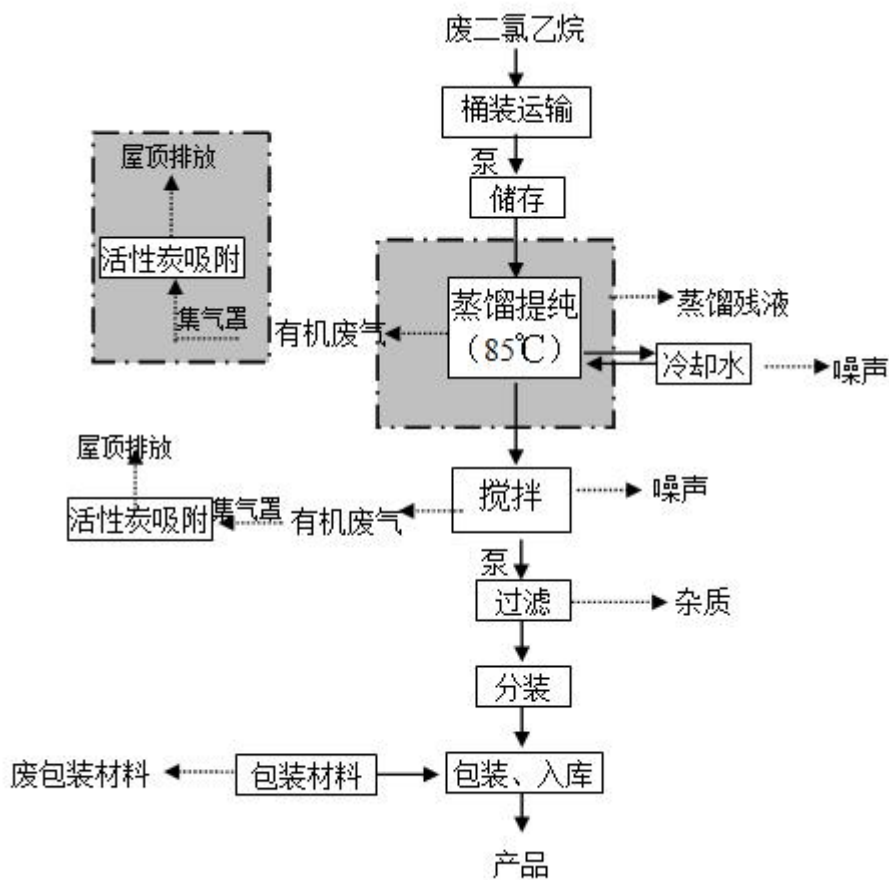 废二氯乙烷
桶装运输
泵
储存
屋顶排放
活性炭吸附
集气罩
有机废气
蒸馏提纯
（85℃）
蒸馏残液
冷却水
噪声
屋顶排放
活性炭吸附
集气罩
有机废气
搅拌
噪声
泵
过滤
杂质
分装
废包装材料
包装材料
包装、入库
产品